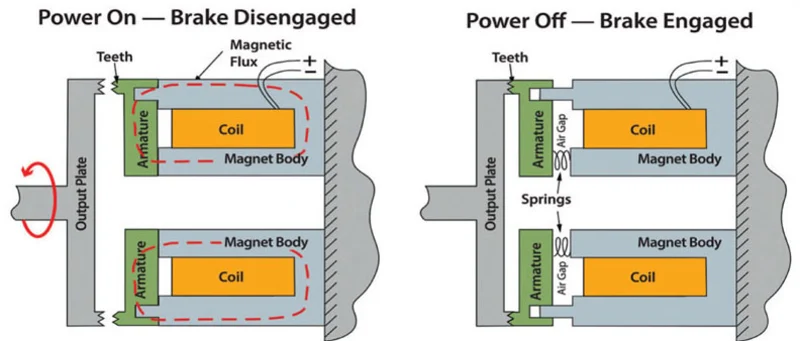 Power On — Brake Disengaged
Teeth
Magnetic
Flux
+
−
Armature
Coil
Magnet Body
Output Plate
Armature
Magnet Body
Coil
Power Off — Brake Engaged
Teeth
+
−
Armature
Air Gap
Coil
Magnet Body
Output Plate
Springs
Armature
Air Gap
Magnet Body
Coil